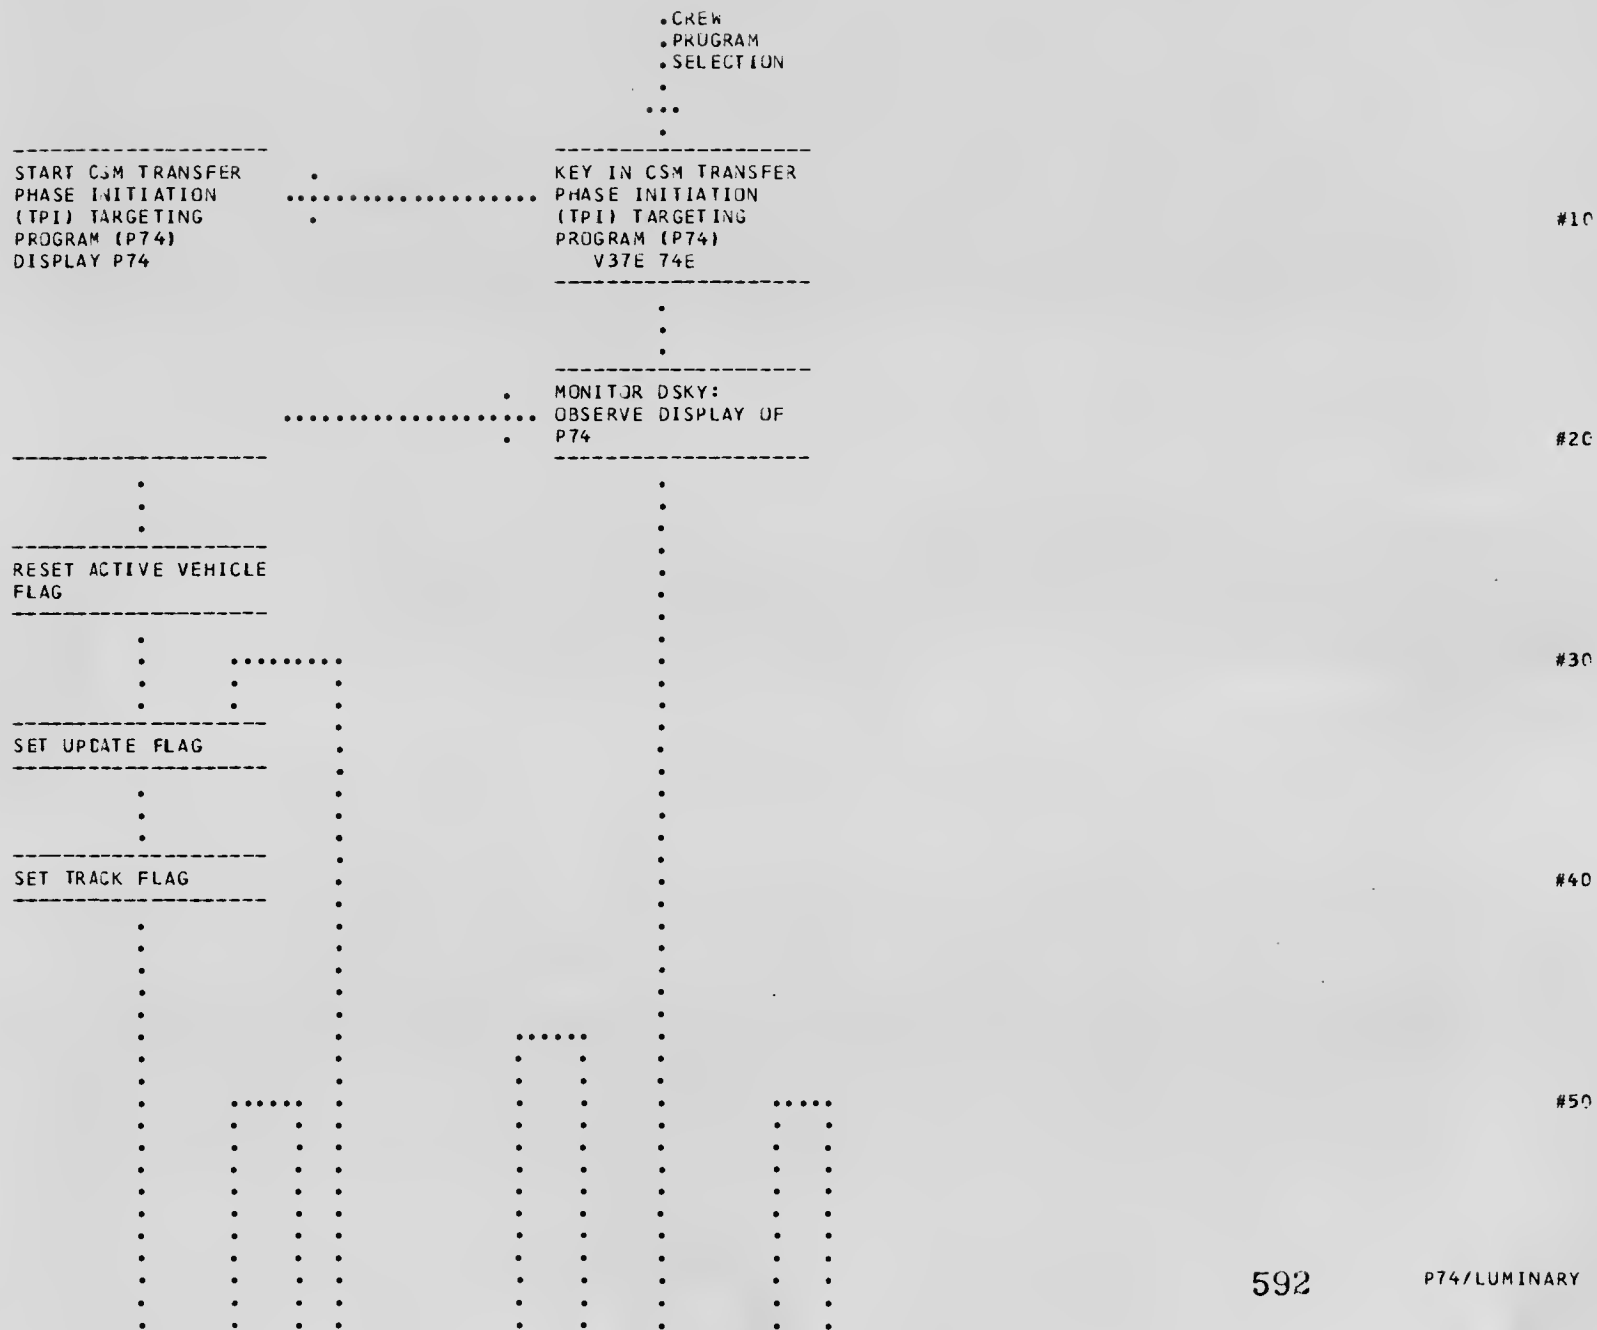 CREW
PROGRAM
SELECTION
START CSM TRANSFER
PHASE INITIATION
(TPI) TARGETING
PROGRAM (P74)
DISPLAY P74
KEY IN CSM TRANSFER
PHASE INITIATION
(TPI) TARGETING
PROGRAM (P74)
V37E 74E
#10
MONITOR DSKY:
OBSERVE DISPLAY OF
P74
#20
RESET ACTIVE VEHICLE
FLAG
#30
SET UPDATE FLAG
SET TRACK FLAG
#40
#50
592
P74/LUMINARY